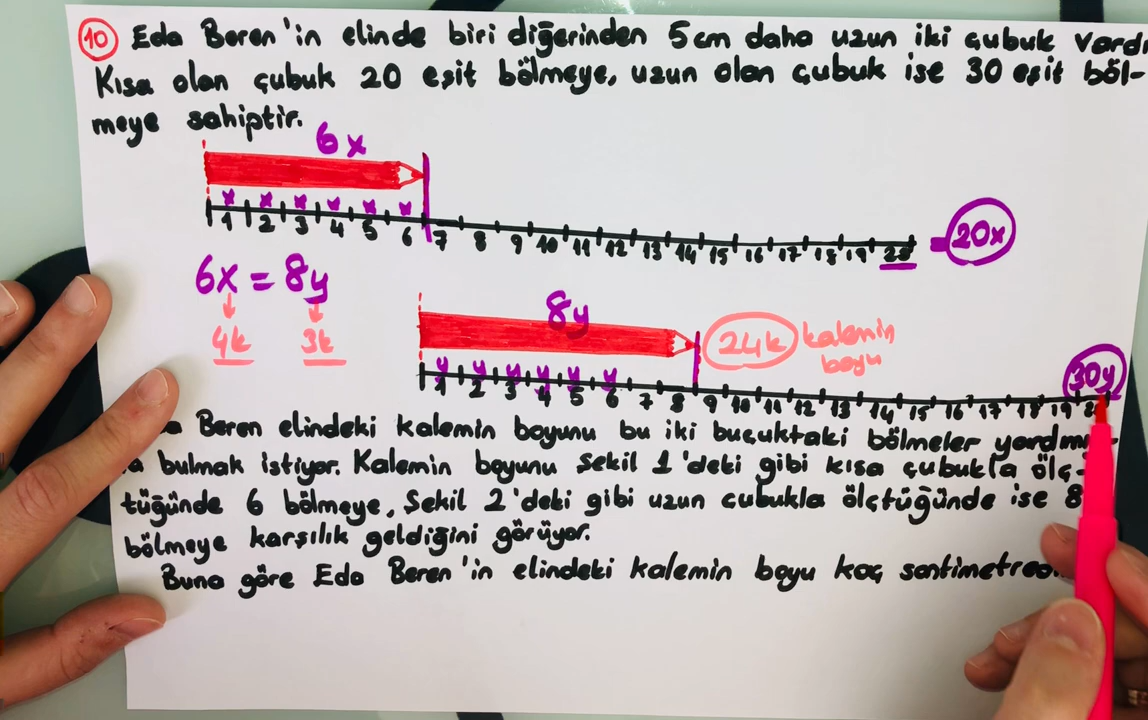 10 Eda Beren'in elinde biri diğerinden 5cm daha uzun iki çubuk vardı
Kısa olan çubuk 20 eşit bölmeye, uzun olan çubuk ise 30 eşit böl-
meye sahiptir.
6x
x x x x x x
1 2 3 4 5 6 7 8 9 10 11 12 13 14 15 16 17 18 19 20
20x
6x = 8y
4k 3k
8y
24k kalemin
boyu
30y
y y y y y y
1 2 3 4 5 6 7 8 9 10 11 12 13 14 15 16 17 18 19
Beren elindeki kalemin boyunu bu iki buçuktaki bölmeler yardmı-
bulmak istiyor. Kalemin boyunu Şekil 1'deki gibi kısa çubukla ölç-
tüğünde 6 bölmeye, Şekil 2'deki gibi uzun cubukla ölçtüğünde ise 8
bölmeye karşılık geldiğini görüyor.
Buna göre Eda Beren'in elindeki kalemin boyu kaç